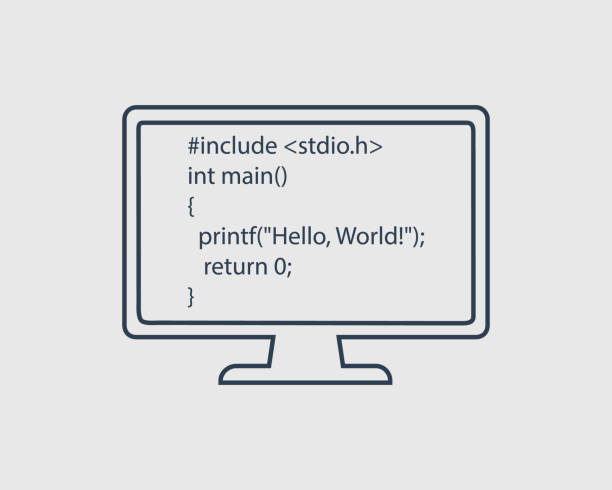 #include <stdio.h>
int main()
{
printf("Hello, World!");
return 0;
}